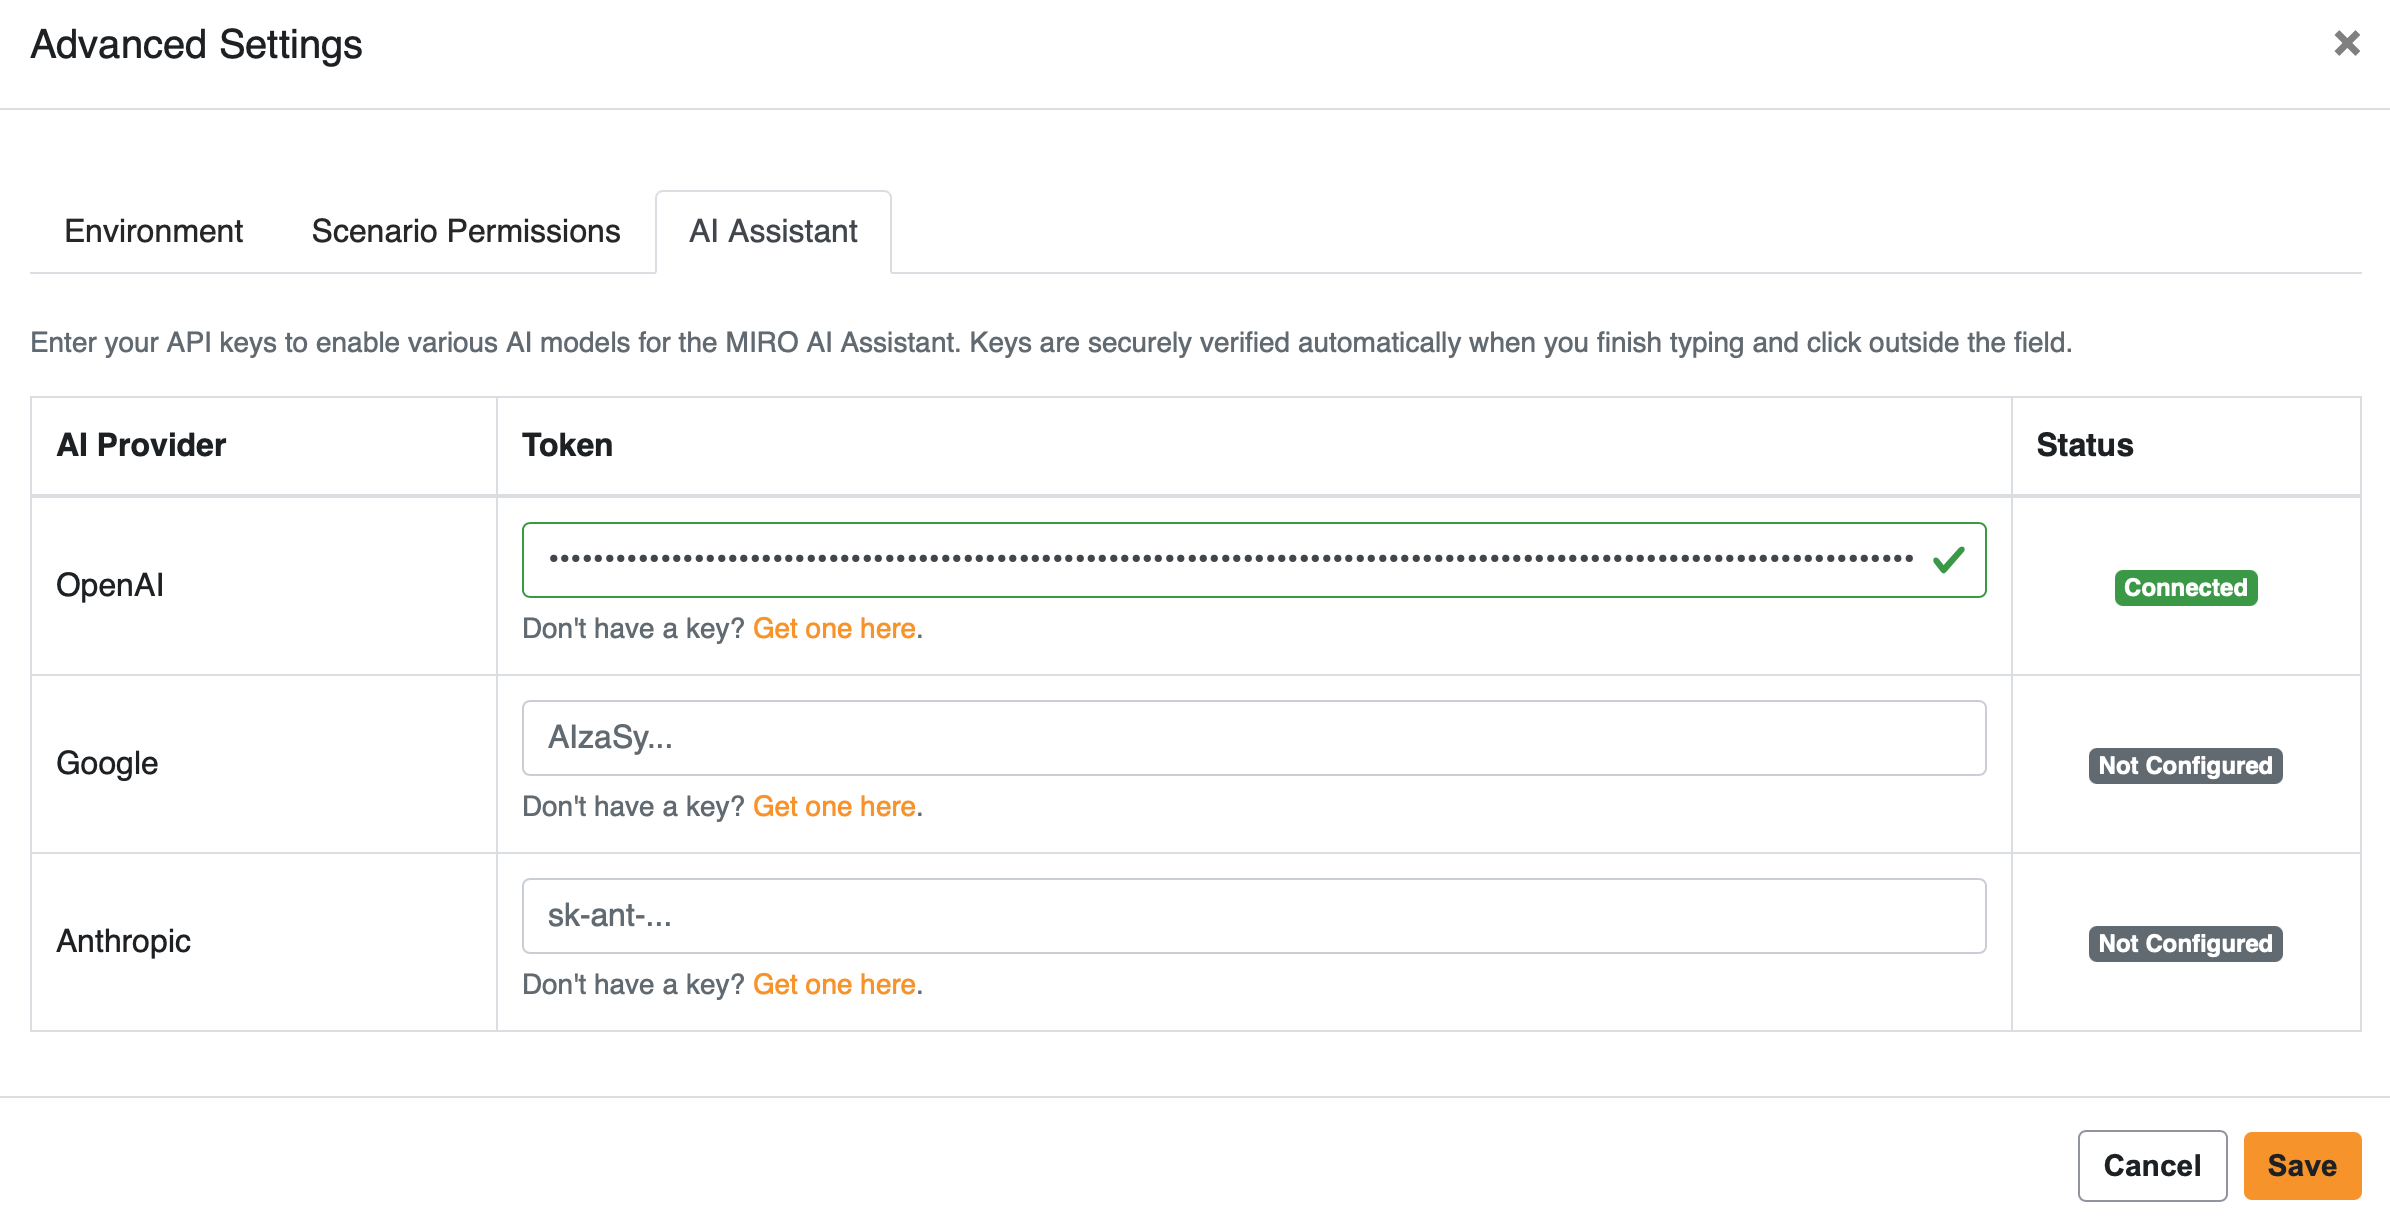 Advanced Settings
Environment
Scenario Permissions
AI Assistant
Enter your API keys to enable various AI models for the MIRO AI Assistant. Keys are securely verified automatically when you finish typing and click outside the field.
AI Provider
Token
Status
OpenAI
Don't have a key? Get one here.
Connected
Google
AIzaSy...
Don't have a key? Get one here.
Not Configured
Anthropic
sk-ant-...
Don't have a key? Get one here.
Not Configured
Cancel
Save